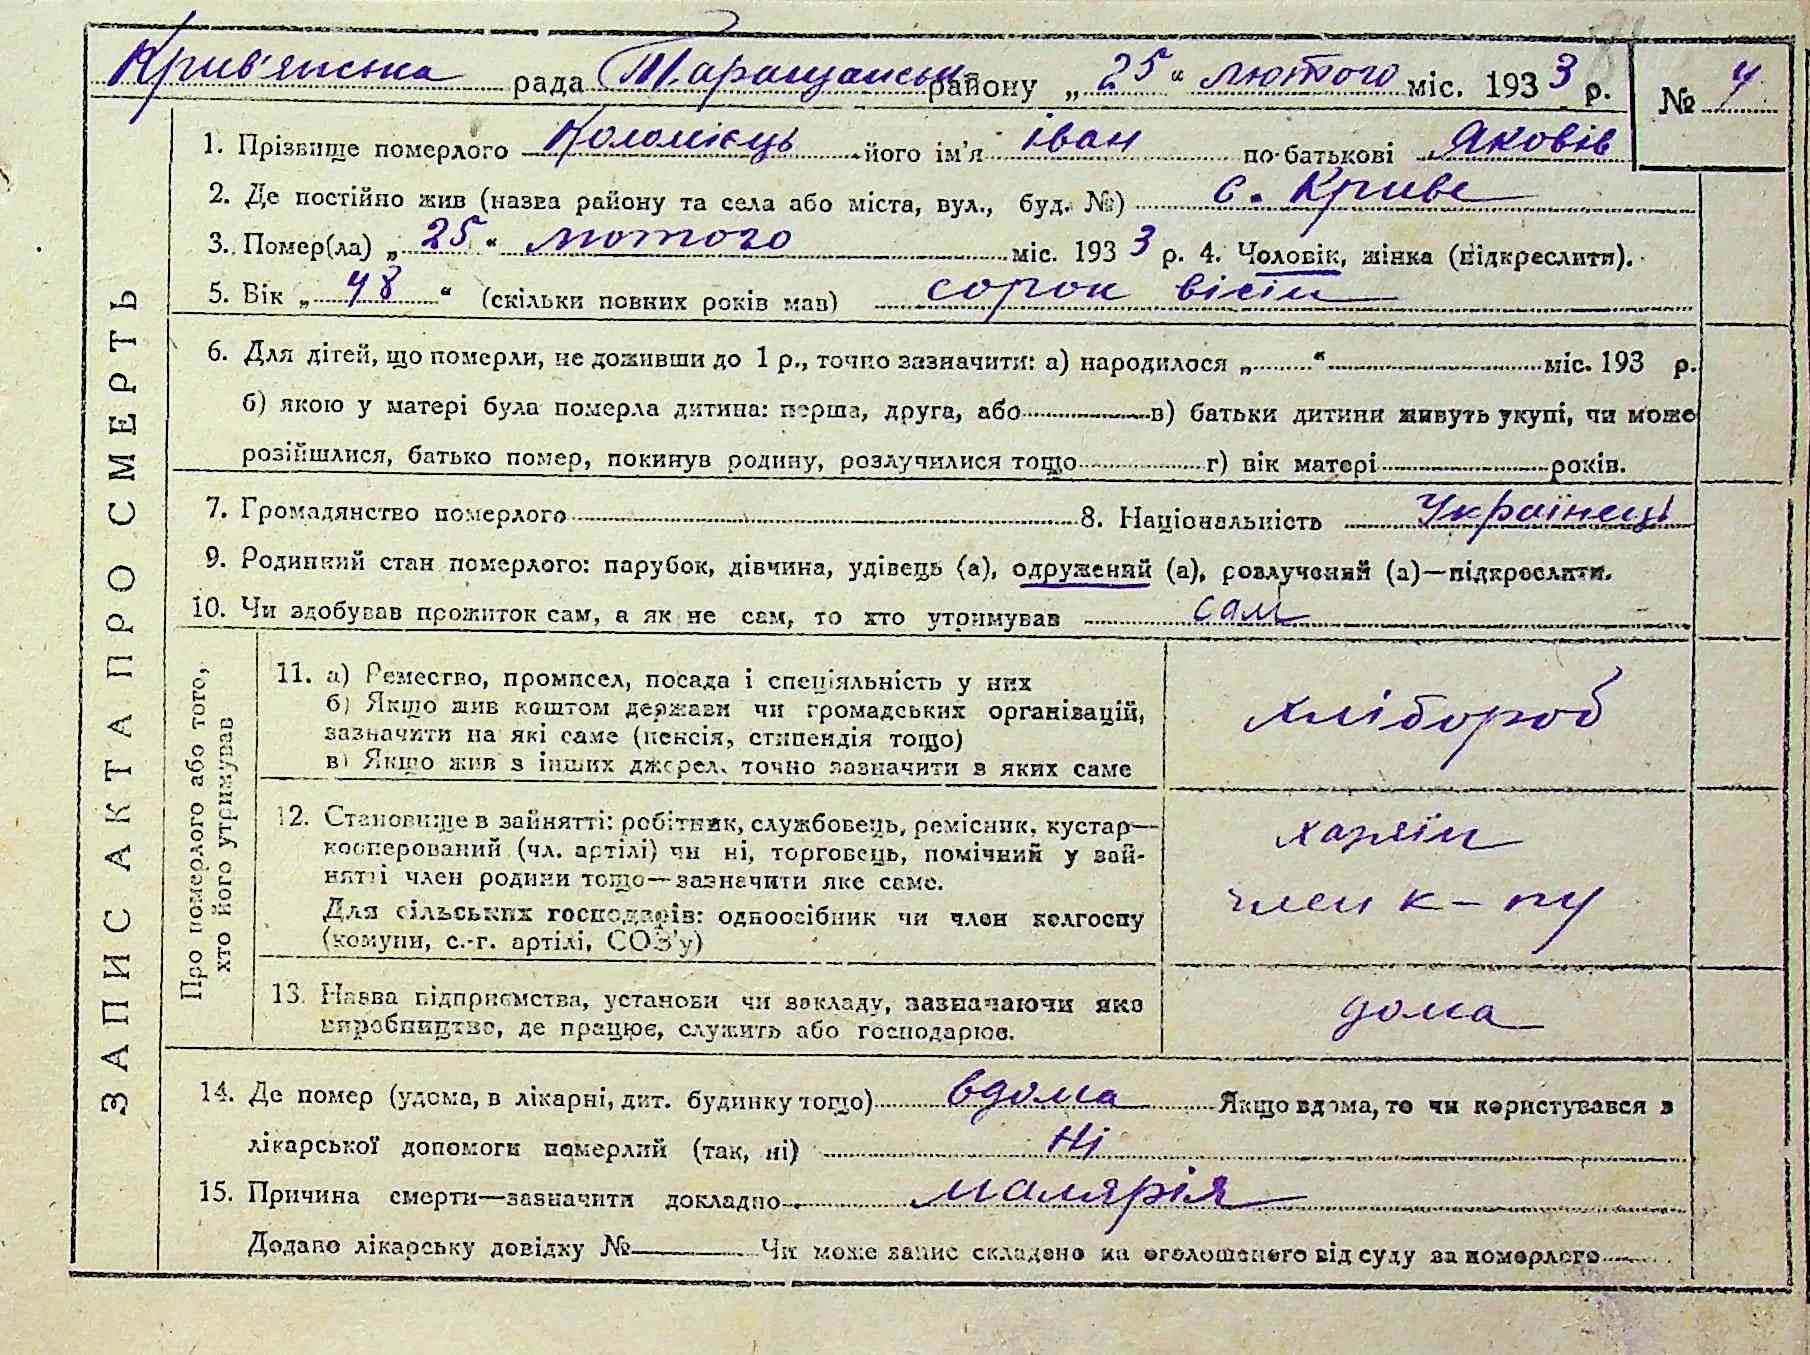 Крив'янська рада Таращанськ району „25“ лютого міс. 1933 р. № 4
1. Прізвище померлого Коломієць його ім'я Іван по-батькові Яковів
2. Де постійно жив (назва району та села або міста, вул., буд. №) с. Криве
3. Помер(ла) „25“ лютого міс. 1933 р. 4. Чоловік, жінка (підкреслити).
5. Вік „48“ (скільки повних років мав) сорок вісім
6. Для дітей, що померли, не доживши до 1 р., точно зазначити: а) народилося „ “ міс. 193 р.
б) якою у матері була померла дитина: перша, друга, або в) батьки дитини живуть укупі, чи може
розійшлися, батько помер, покинув родину, розлучилися тощо г) вік матері років.
7. Громадянство померлого 8. Національність Українець
9. Родинний стан померлого: парубок, дівчина, удівець (а), одружений (а), розлучений (а)—підкреслити.
10. Чи здобував прожиток сам, а як не сам, то хто утримував сам
ЗАПИС АКТА ПРО СМЕРТЬ
Про померлого або того,
хто його утримував
11. а) Ремество, промисел, посада і спеціяльність у них
б) Якщо жив коштом держави чи громадських організацій,
зазначити на які саме (пенсія, стипендія тощо)
в) Якщо жив з інших джерел, точно зазначити з яких саме
хлібороб
12. Становище в зайнятті: робітник, службовець, ремісник, кустар—
кооперований (чл. артілі) чи ні, торговець, помічний у зай-
нятті член родини тощо—зазначити яке саме.
Для сільських господарів: одноосібник чи член колгоспу
(комуни, с.-г. артілі, СОЗ'у)
хазяїн
член к-пу
13. Назва підприємства, установи чи закладу, зазначаючи яке
виробництво, де працює, служить або господарює.
дома
14. Де помер (удома, в лікарні, дит. будинку тощо) вдома Якщо вдома, то чи користувався з
лікарської допомоги померлий (так, ні) Ні
15. Причина смерти—зазначити докладно малярія
Додано лікарську довідку № Чи може запис складено на оголошеного від суду за померлого